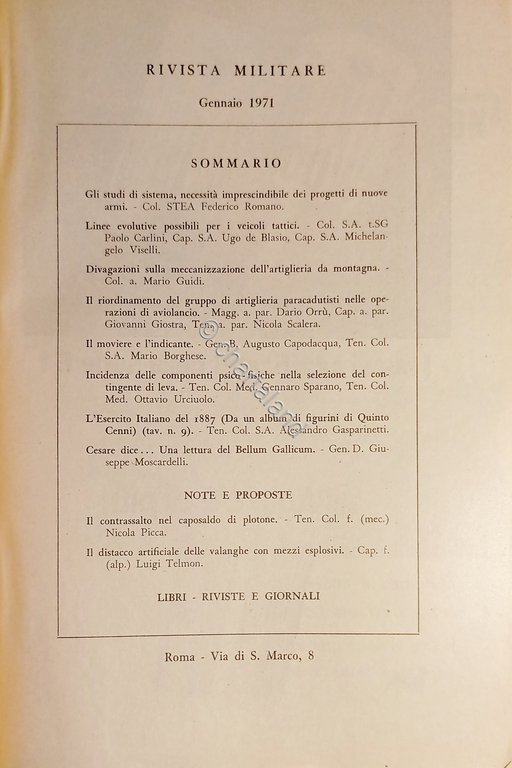 RIVISTA MILITARE
Gennaio 1971
SOMMARIO
Gli studi di sistema, necessità imprescindibile dei progetti di nuove
armi. - Col. STEA Federico Romano.
Linee evolutive possibili per i veicoli tattici. - Col. S.A. t.SG
Paolo Carlini, Cap. S.A. Ugo de Blasio, Cap. S.A. Michelan-
gelo Viselli.
Divagazioni sulla meccanizzazione dell'artiglieria da montagna. -
Col. a. Mario Guidi.
Il riordinamento del gruppo di artiglieria paracadutisti nelle ope-
razioni di aviolancio. - Magg. a. par. Dario Orrù, Cap. a. par.
Giovanni Giostra, Ten. a. par. Nicola Scalera.
Il moviere e l'indicante. - Gen. B. Augusto Capodacqua, Ten. Col.
S.A. Mario Borghese.
Incidenza delle componenti psico-fisiche nella selezione del con-
tingente di leva. - Ten. Col. Med. Gennaro Sparano, Ten. Col.
Med. Ottavio Urciuolo.
L'Esercito Italiano del 1887 (Da un album di figurini di Quinto
Cenni) (tav. n. 9). - Ten. Col. S.A. Alessandro Gasparinetti.
Cesare dice... Una lettura del Bellum Gallicum. - Gen. D. Giu-
seppe Moscardelli.
NOTE E PROPOSTE
Il contrassalto nel caposaldo di plotone. - Ten. Col. f. (mec.)
Nicola Picca.
Il distacco artificiale delle valanghe con mezzi esplosivi. - Cap. f.
(alp.) Luigi Telmon.
LIBRI - RIVISTE E GIORNALI
Roma - Via di S. Marco, 8